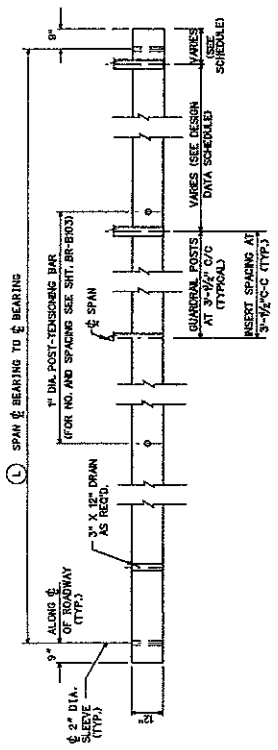 9"
Ⓛ SPAN ℄ BEARING TO ℄ BEARING
9"
ALONG ℄
OF ROADWAY
(TYP.)
1" DIA. POST-TENSIONING BAR
(FOR NO. AND SPACING SEE SHT. BR-B103)
℄ 2" DIA.
SLEEVE
(TYP.)
3" X 12" DRAIN
AS REQ'D.
℄ SPAN
12"
GUARDRAIL POSTS
AT 3'-1½" C/C
(TYPICAL)
VARIES (SEE DESIGN
DATA SCHEDULE)
VARIES
(SEE
SCHEDULE)
INSERT SPACING AT
3'-1½"C-C (TYP.)